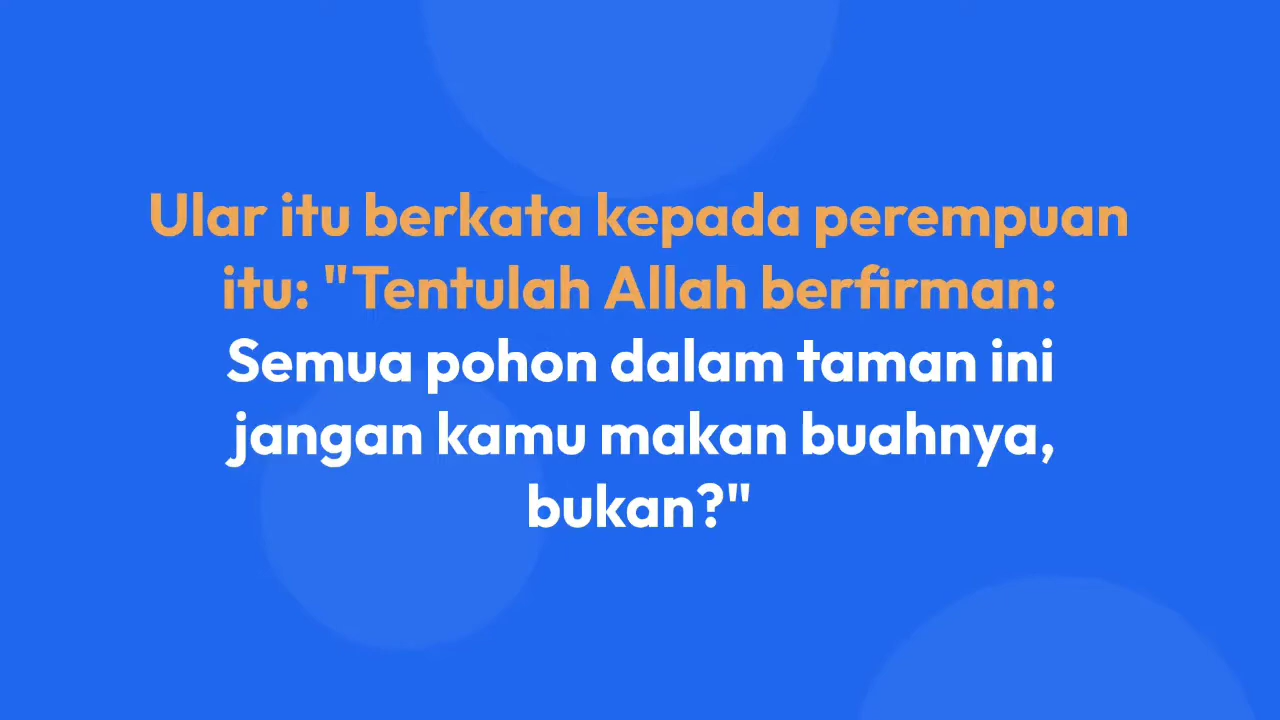 Ular itu berkata kepada perempuan
itu: "Tentulah Allah berfirman:
Semua pohon dalam taman ini
jangan kamu makan buahnya,
bukan?"